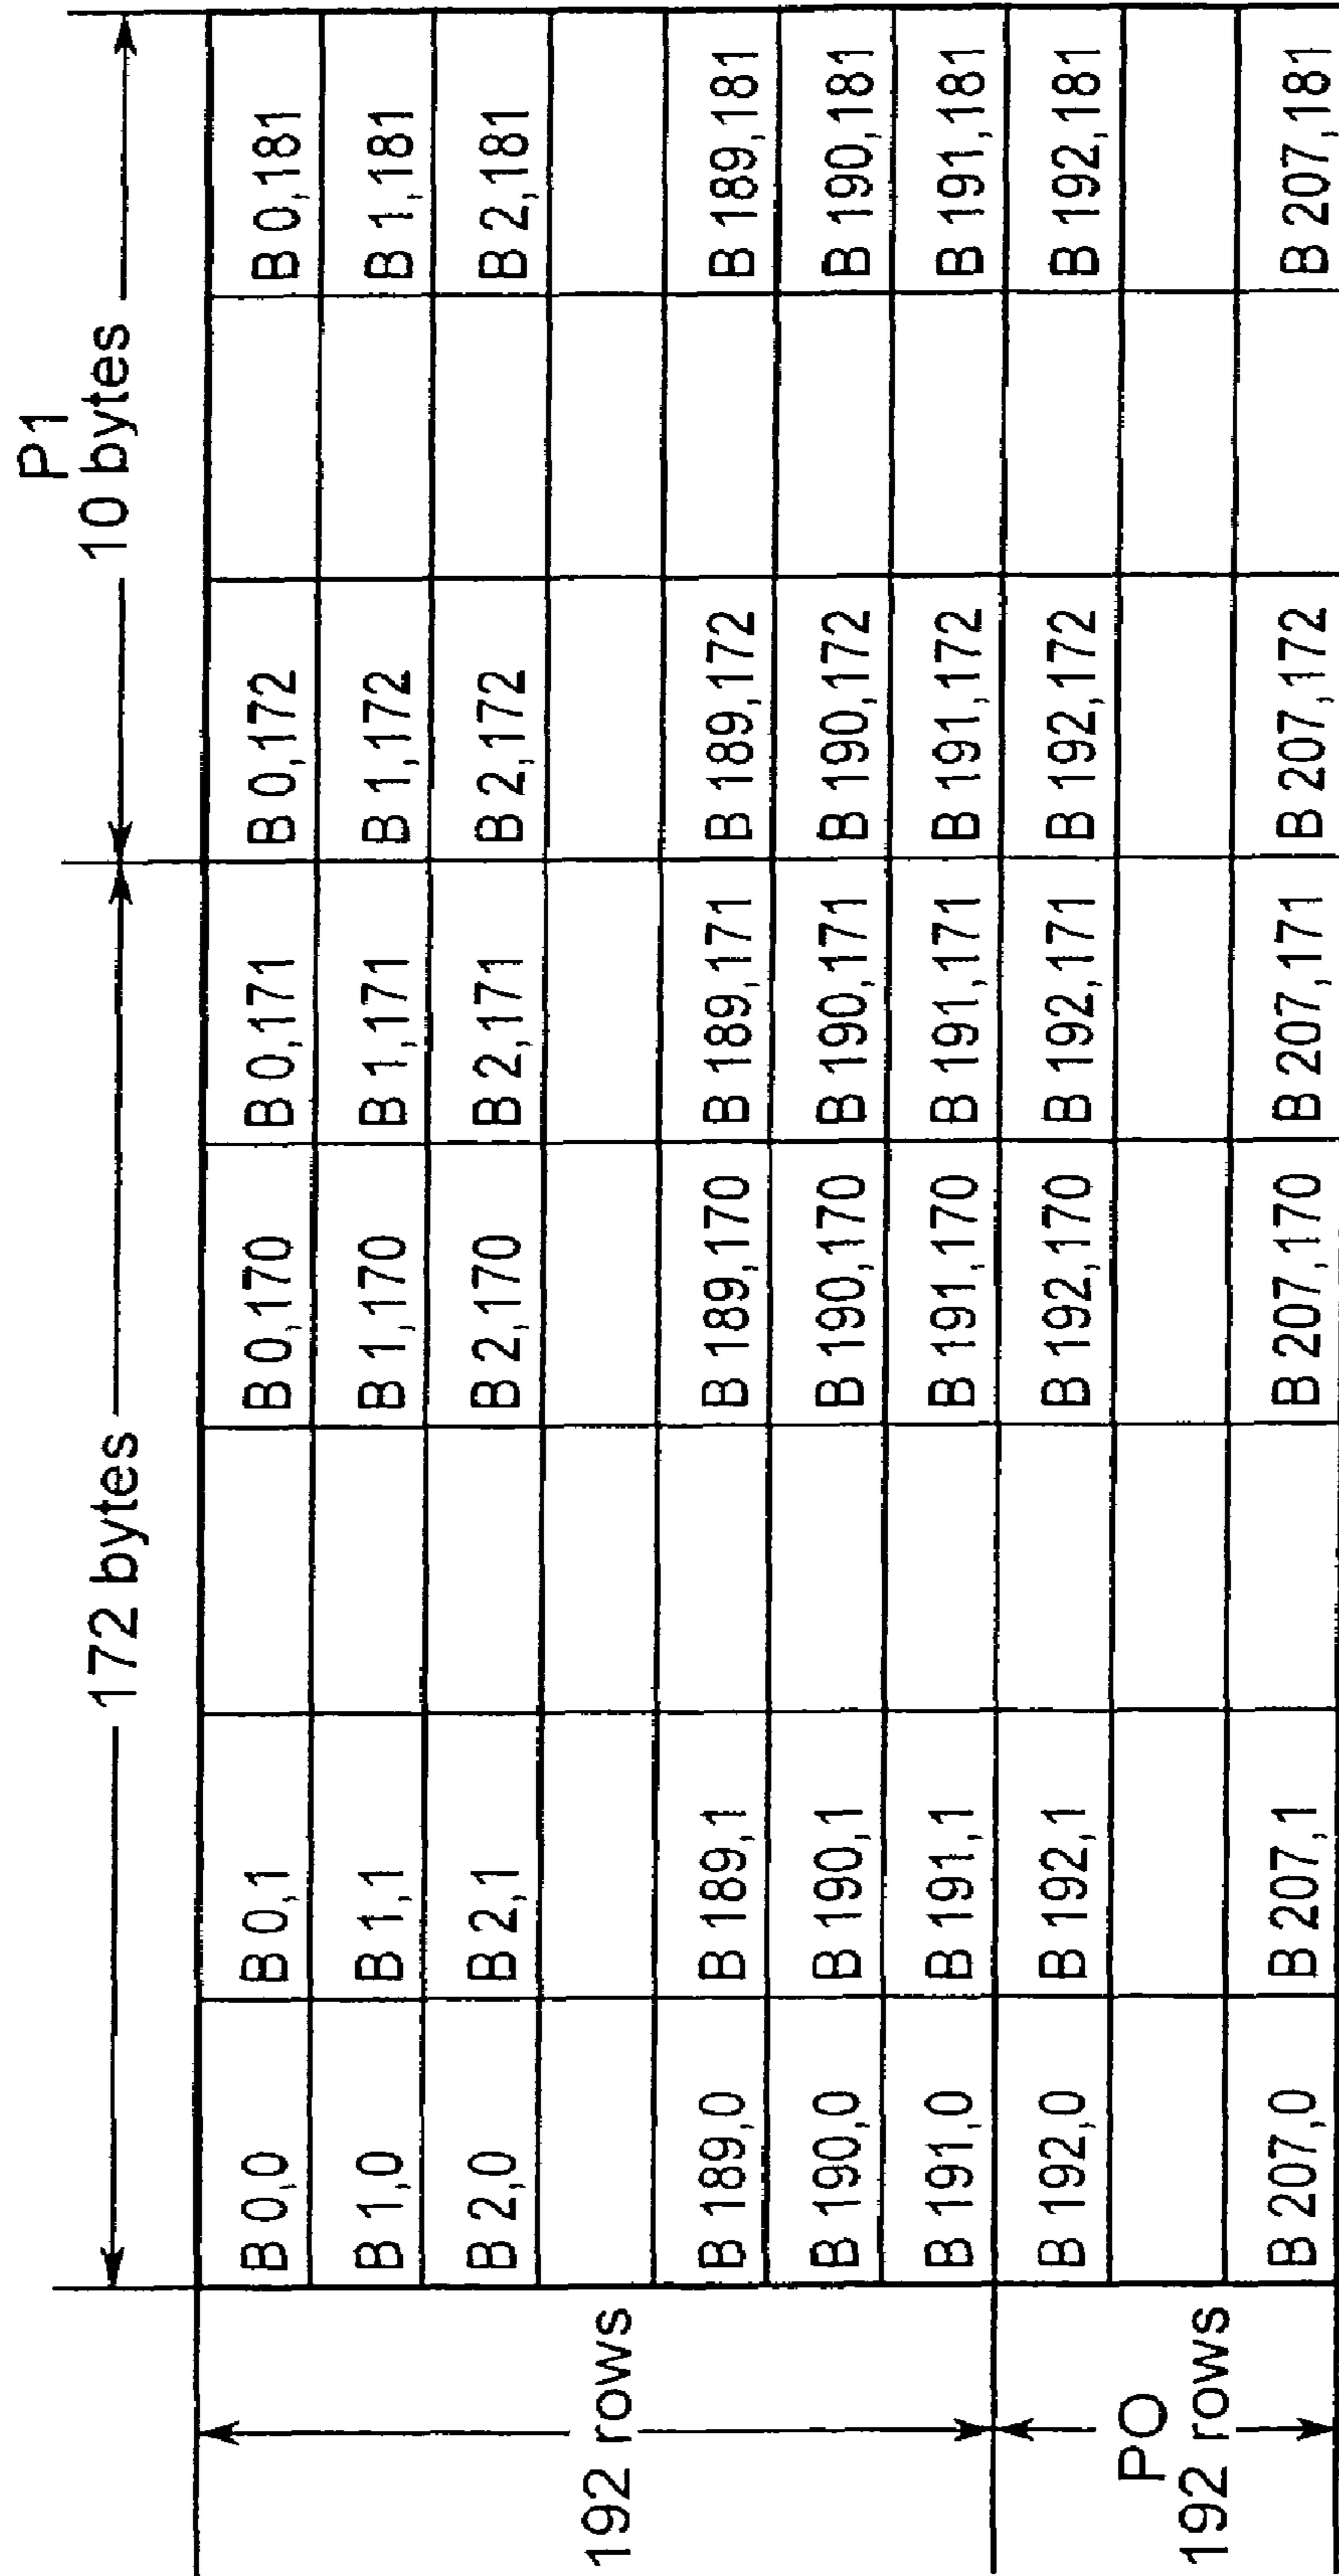 P1
172 bytes
10 bytes
B 0,0 B 0,1 B 0,170 B 0,171 B 0,172 B 0,181
B 1,0 B 1,1 B 1,170 B 1,171 B 1,172 B 1,181
B 2,0 B 2,1 B 2,170 B 2,171 B 2,172 B 2,181
192 rows
B 189,0 B 189,1 B 189,170 B 189,171 B 189,172 B 189,181
B 190,0 B 190,1 B 190,170 B 190,171 B 190,172 B 190,181
B 191,0 B 191,1 B 191,170 B 191,171 B 191,172 B 191,181
B 192,0 B 192,1 B 192,170 B 192,171 B 192,172 B 192,181
PO
192 rows
B 207,0 B 207,1 B 207,170 B 207,171 B 207,172 B 207,181